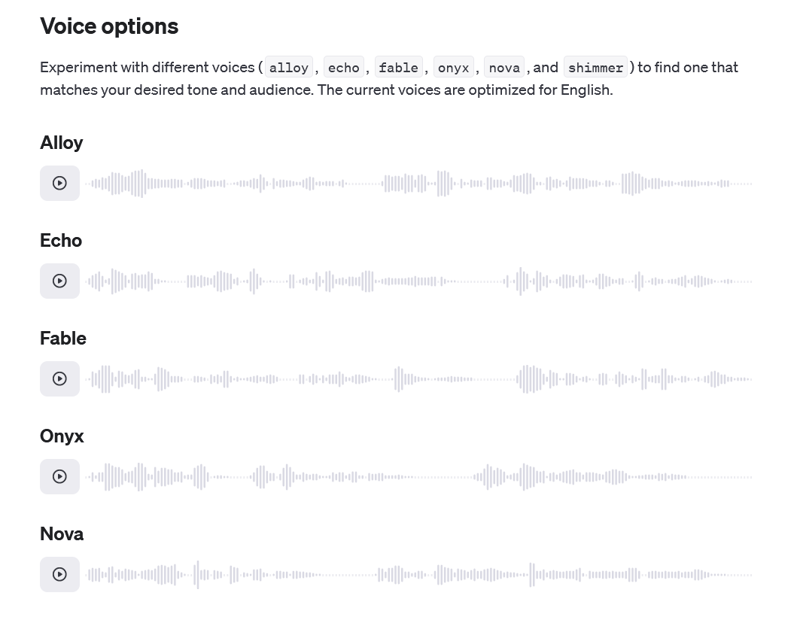 Voice options
Experiment with different voices ( alloy , echo , fable , onyx , nova , and shimmer ) to find one that
matches your desired tone and audience. The current voices are optimized for English.
Alloy
Echo
Fable
Onyx
Nova